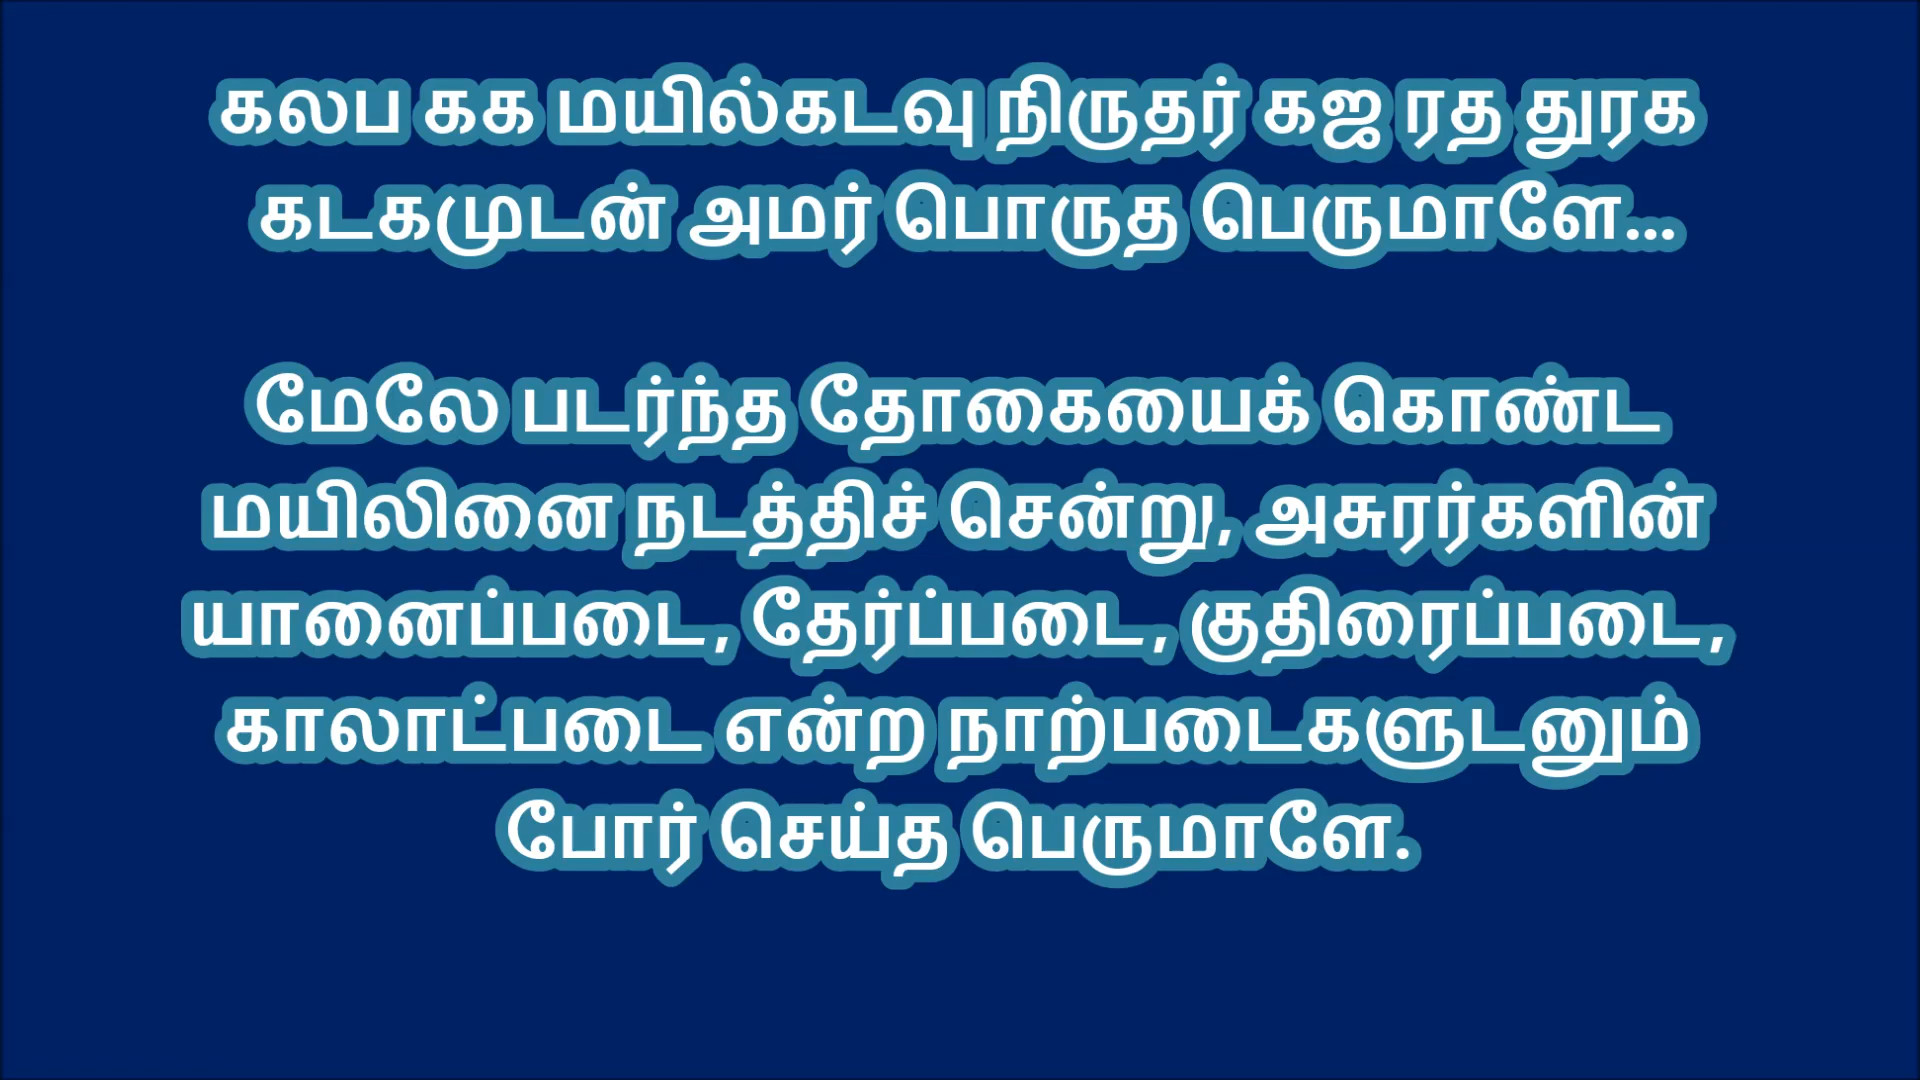 கலப கக மயில்கடவு நிருதர் கஜ ரத துரக
கடகமுடன் அமர் பொருத பெருமாளே...
மேலே படர்ந்த தோகையைக் கொண்ட
மயிலினை நடத்திச் சென்று, அசுரர்களின்
யானைப்படை, தேர்ப்படை, குதிரைப்படை,
காலாட்படை என்ற நாற்படைகளுடனும்
போர் செய்த பெருமாளே.